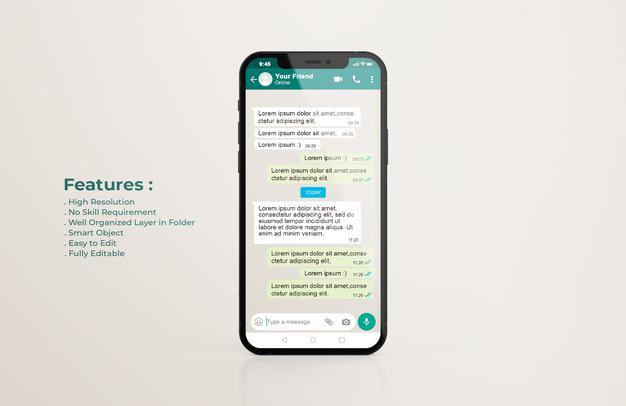 Features :
. High Resolution
. No Skill Requirement
. Well Organized Layer in Folder
. Smart Object
. Easy to Edit
. Fully Editable
9:45
Your Friend
Online
Lorem ipsum dolor sit amet,conse
ctetur adipiscing elit.
09:25
Lorem ipsum dolor sit amet,
09:25
Lorem ipsum :)
09:25
Lorem ipsum :)
09:27
Lorem ipsum dolor sit amet,conse
ctetur adipiscing elit.
09:27
TODAY
Lorem ipsum dolor sit amet,
consectetur adipiscing elit, sed do
eiusmod tempor incididunt ut
labore et dolore magna aliqua. Ut
enim ad minim veniam,
11:23
Lorem ipsum dolor sit amet,conse
ctetur adipiscing elit,
11:26
Lorem ipsum :)
11:26
Lorem ipsum dolor sit amet,conse
ctetur adipiscing elit.
11:26
Type a message